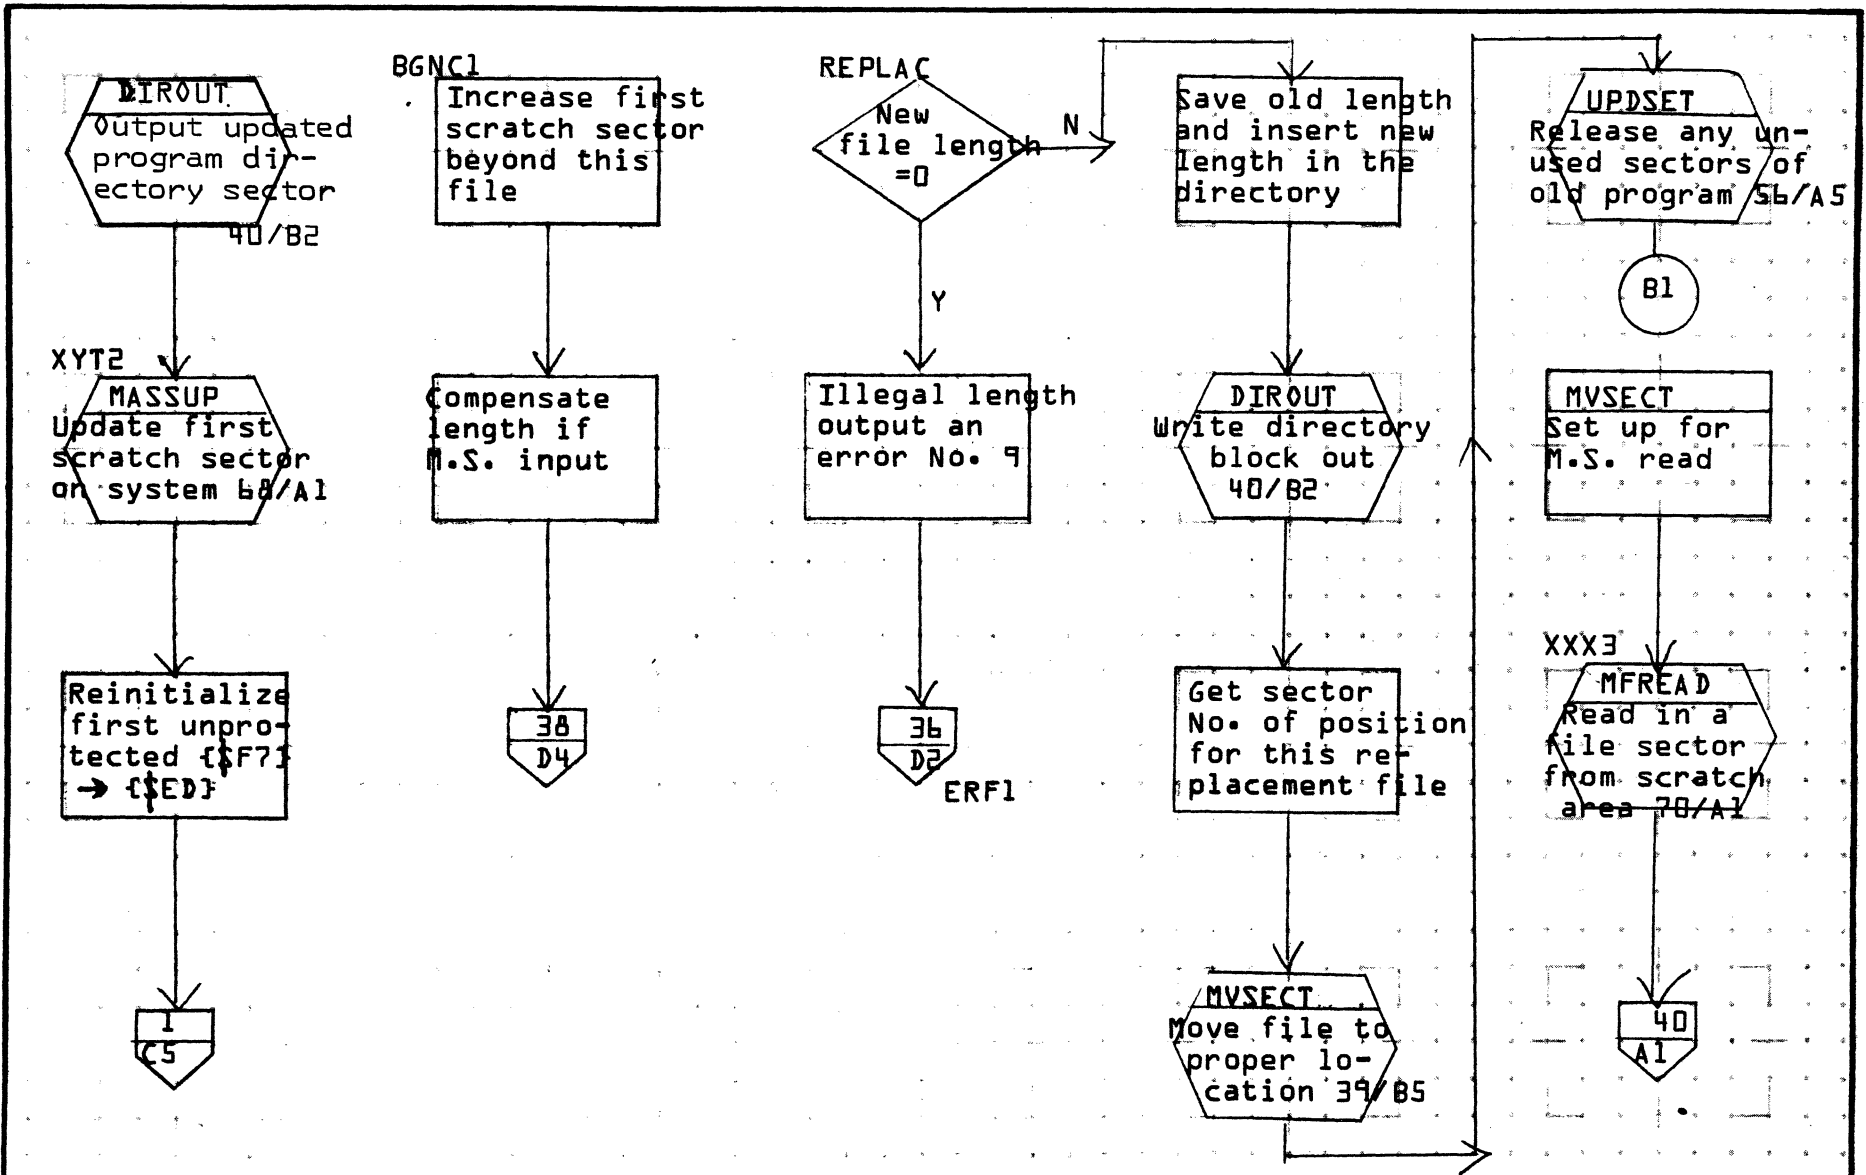 DIROUT
Output updated
program dir-
ectory sector
40/B2
XYT2
MASSUP
Update first
scratch sector
on system 68/A1
Reinitialize
first unpro-
tected {$F7}
→ {$ED}
1
C5
BGNC1
Increase first
scratch sector
beyond this
file
Compensate
length if
M.S. input
38
D4
REPLAC
New
file length
=0
N
Y
Illegal length
output an
error No. 9
36
D2
ERF1
Save old length
and insert new
length in the
directory
DIROUT
Write directory
block out
40/B2
Get sector
No. of position
for this re-
placement file
MVSECT
Move file to
proper lo-
cation 39/B5
UPDSET
Release any un-
used sectors of
old program 56/A5
B1
MVSECT
Set up for
M.S. read
XXX3
MFREAD
Read in a
file sector
from scratch
area 70/A1
40
A1